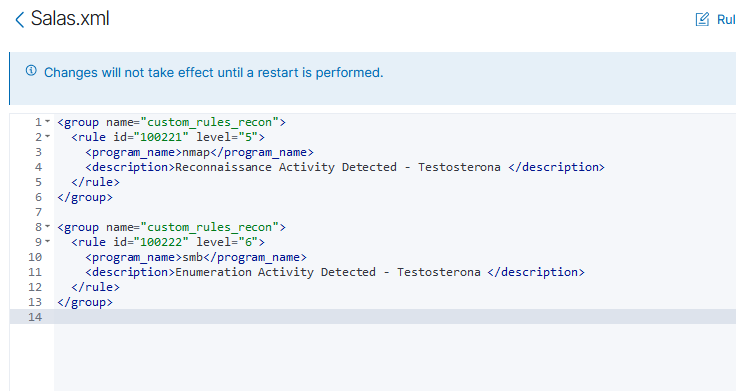 Salas.xml
Rul
Changes will not take effect until a restart is performed.
1 <group name="custom_rules_recon">
2   <rule id="100221" level="5">
3     <program_name>nmap</program_name>
4     <description>Reconnaissance Activity Detected - Testosterona </description>
5   </rule>
6 </group>
7
8 <group name="custom_rules_recon">
9   <rule id="100222" level="6">
10     <program_name>smb</program_name>
11     <description>Enumeration Activity Detected - Testosterona </description>
12   </rule>
13 </group>
14